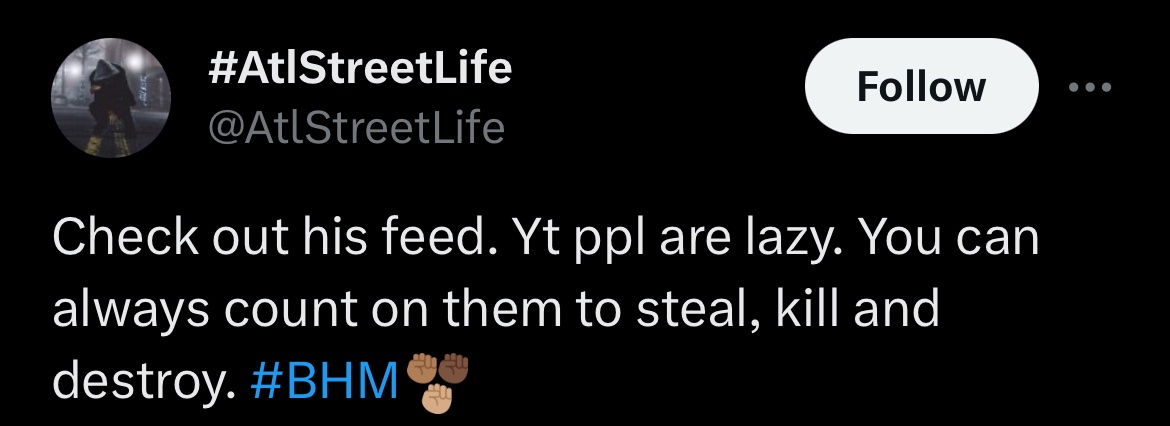 #AtlStreetLife
@AtlStreetLife
Follow
Check out his feed. Yt ppl are lazy. You can
always count on them to steal, kill and
destroy. #BHM